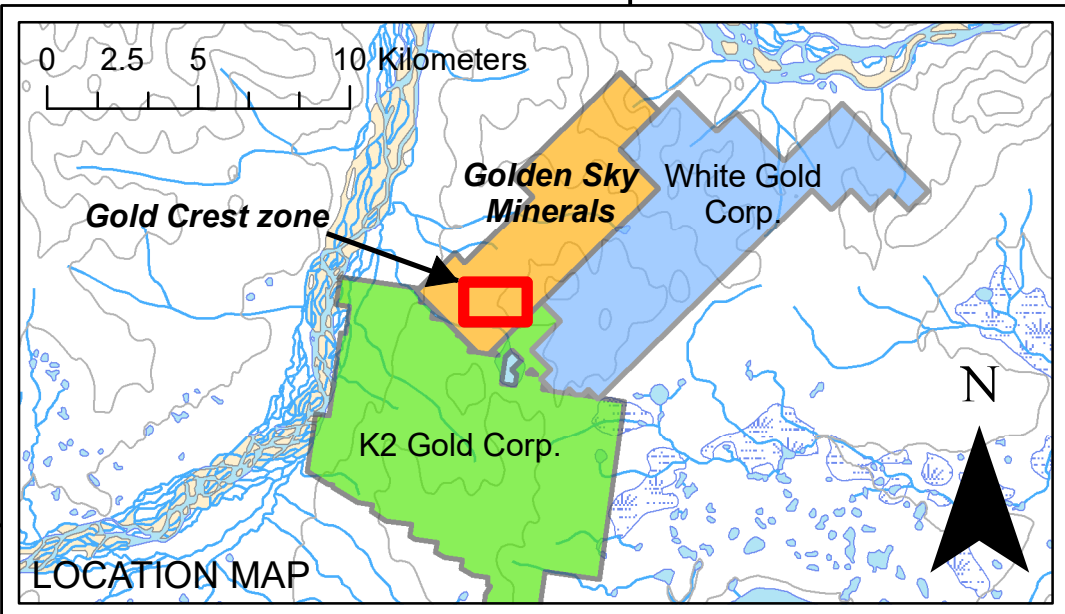 0 2.5 5 10 Kilometers
Golden Sky
Minerals
White Gold
Corp.
Gold Crest zone
K2 Gold Corp.
N
LOCATION MAP